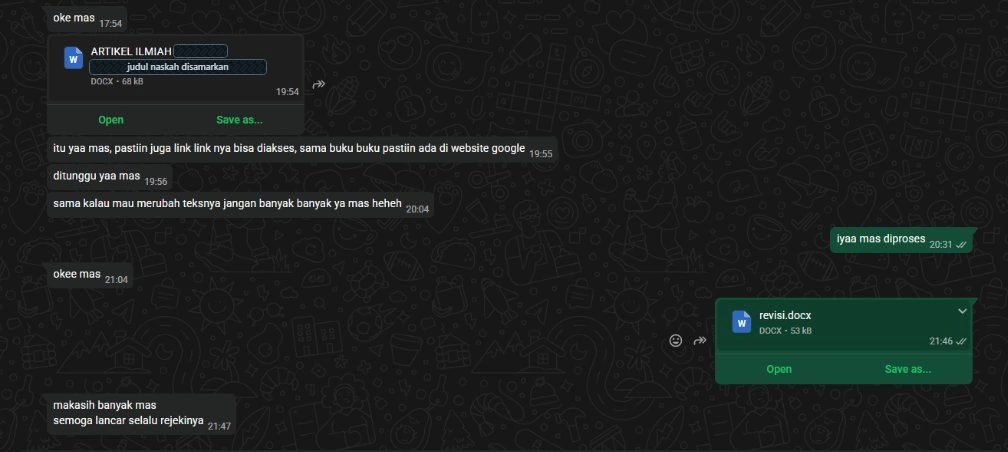 oke mas 17:54
W ARTIKEL ILMIAH
judul naskah disamarkan
DOCX • 68 kB
19:54
Open Save as...
itu yaa mas, pastiin juga link link nya bisa diakses, sama buku buku pastiin ada di website google 19:55
ditunggu yaa mas 19:56
sama kalau mau merubah teksnya jangan banyak banyak ya mas heheh 20:04
iyaa mas diproses 20:31
okee mas 21:04
W revisi.docx
DOCX • 53 kB
21:46
Open Save as...
makasih banyak mas
semoga lancar selalu rejekinya 21:47